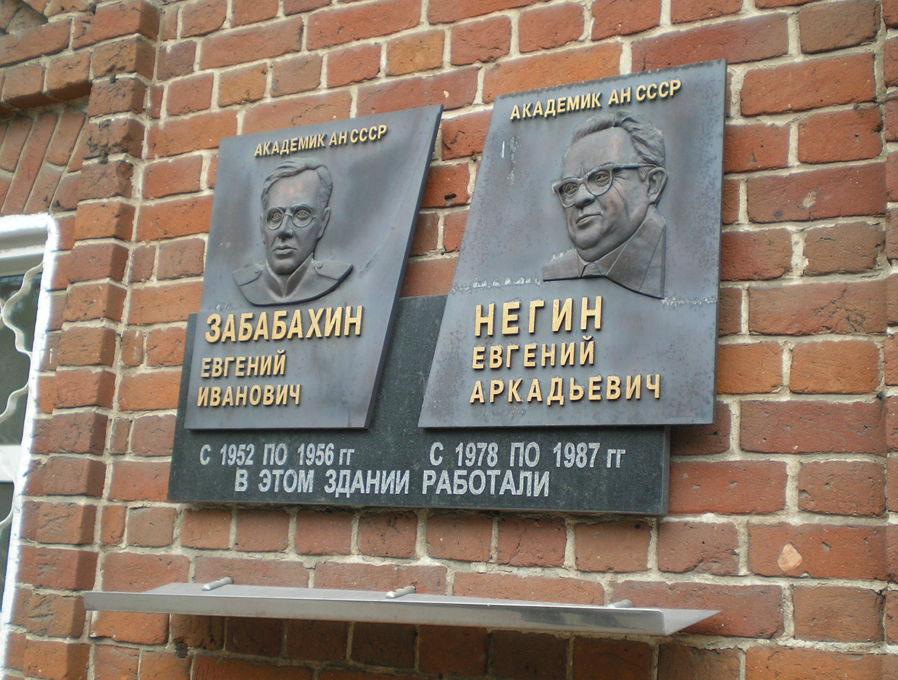 АКАДЕМИК АН СССР
ЗАБАБАХИН
ЕВГЕНИЙ
ИВАНОВИЧ
АКАДЕМИК АН СССР
НЕГИН
ЕВГЕНИЙ
АРКАДЬЕВИЧ
С 1952 ПО 1956 гг С 1978 ПО 1987 гг
В ЭТОМ ЗДАНИИ РАБОТАЛИ